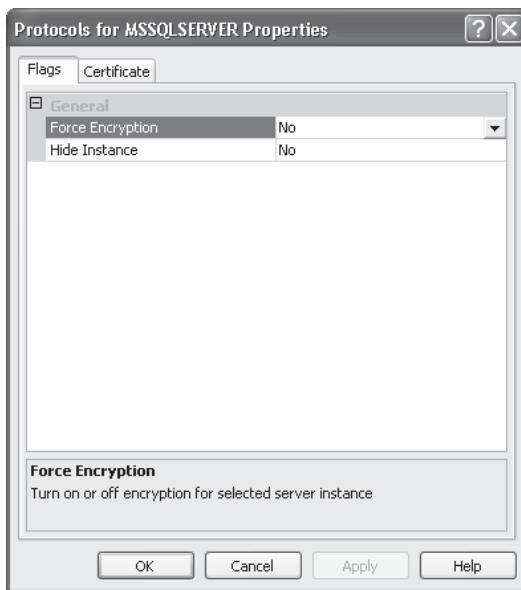 Protocols for MSSQLSERVER Properties
Flags Certificate
General
Force Encryption No
Hide Instance No
Force Encryption
Turn on or off encryption for selected server instance
OK Cancel Apply Help